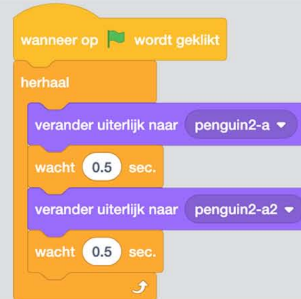 wanneer op wordt geklikt
herhaal
verander uiterlijk naar penguin2-a
wacht 0.5 sec.
verander uiterlijk naar penguin2-a2
wacht 0.5 sec.